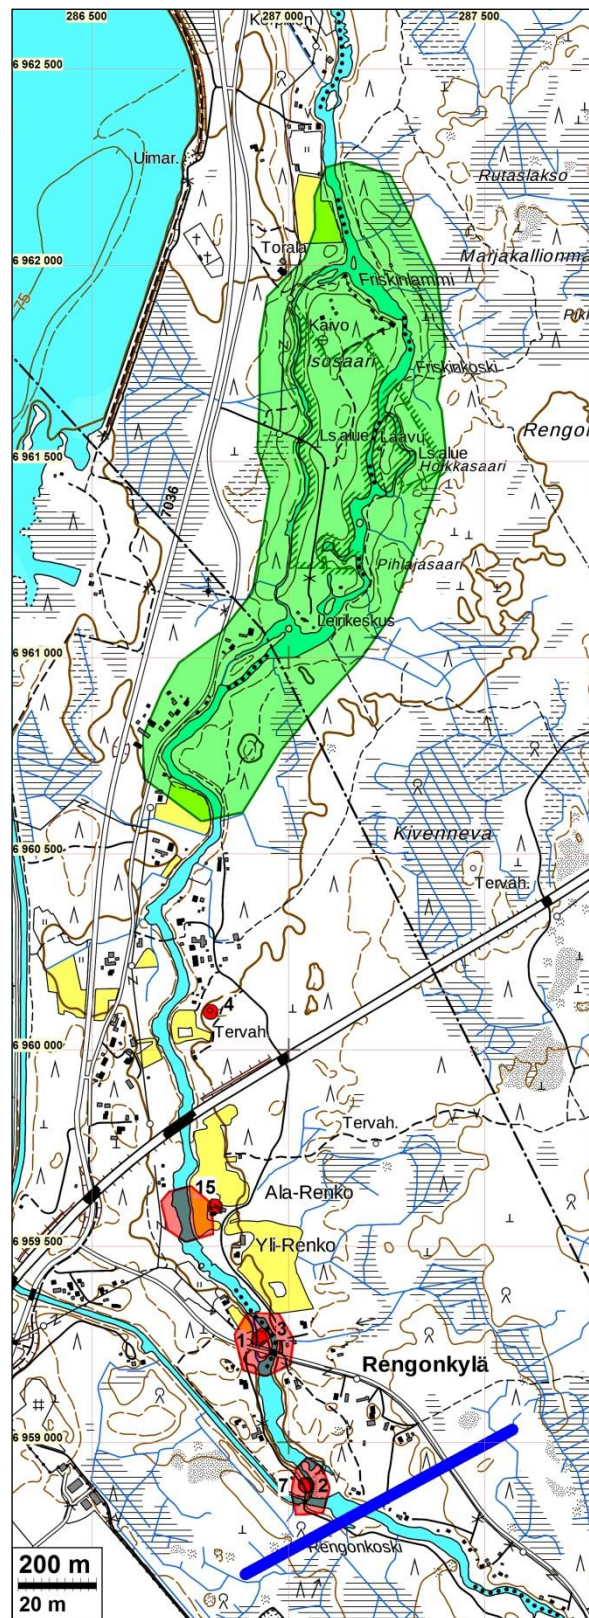 286 500
287 000
287 500
6 962 500
Uimar.
Rutaslakso
Torala
6 962 000
Friskinlammi
75
Kaivo
Isosaari
Friskinkoski
Ls.alue
Laavu
Ls.alue
Hoikkasaari
6 961 500
7036
Pihlajasaari
Leirikeskus
6 961 000
Kivenneva
6 960 500
Tervah.
4
Tervah.
6 960 000
Tervah.
15
Ala-Renko
Yli-Renko
6 959 500
1
3
Rengonkylä
6 959 000
7
2
Rengonkoski
200 m
20 m